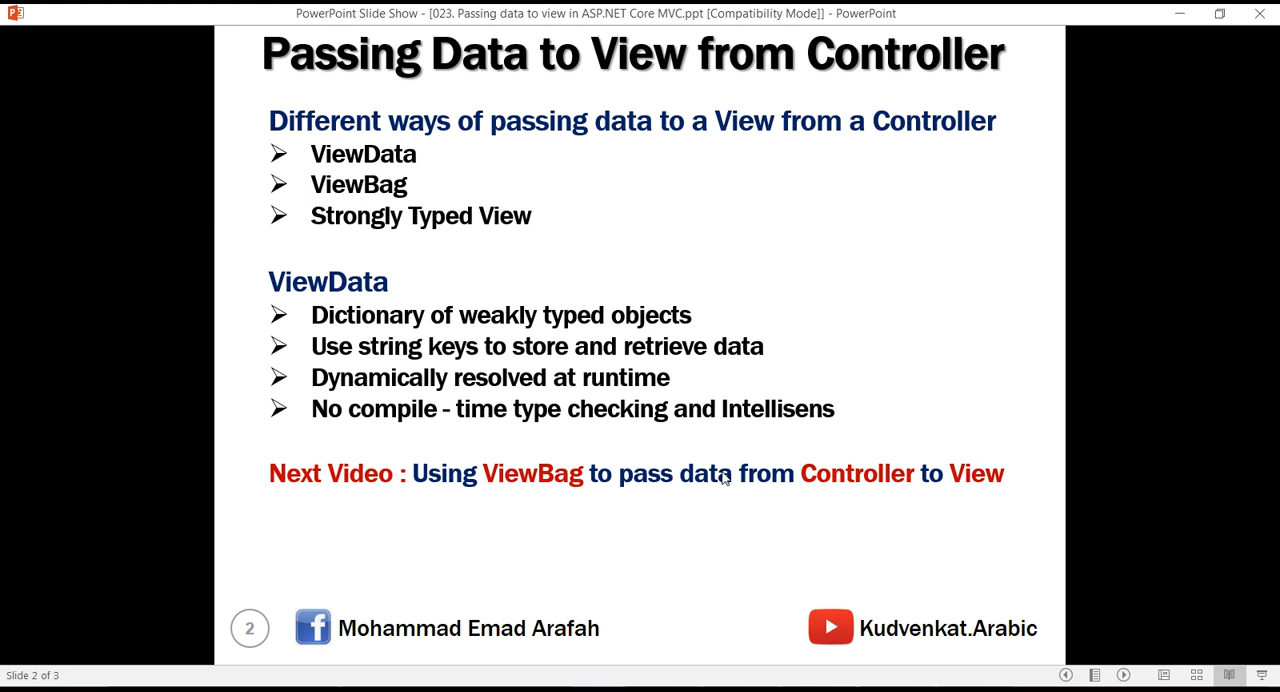 PowerPoint Slide Show - [023. Passing data to view in ASP.NET Core MVC.ppt [Compatibility Mode]] - PowerPoint
Passing Data to View from Controller
Different ways of passing data to a View from a Controller
ViewData
ViewBag
Strongly Typed View
ViewData
Dictionary of weakly typed objects
Use string keys to store and retrieve data
Dynamically resolved at runtime
No compile - time type checking and Intellisens
Next Video : Using ViewBag to pass data from Controller to View
2
Mohammad Emad Arafah
Kudvenkat.Arabic
Slide 2 of 3